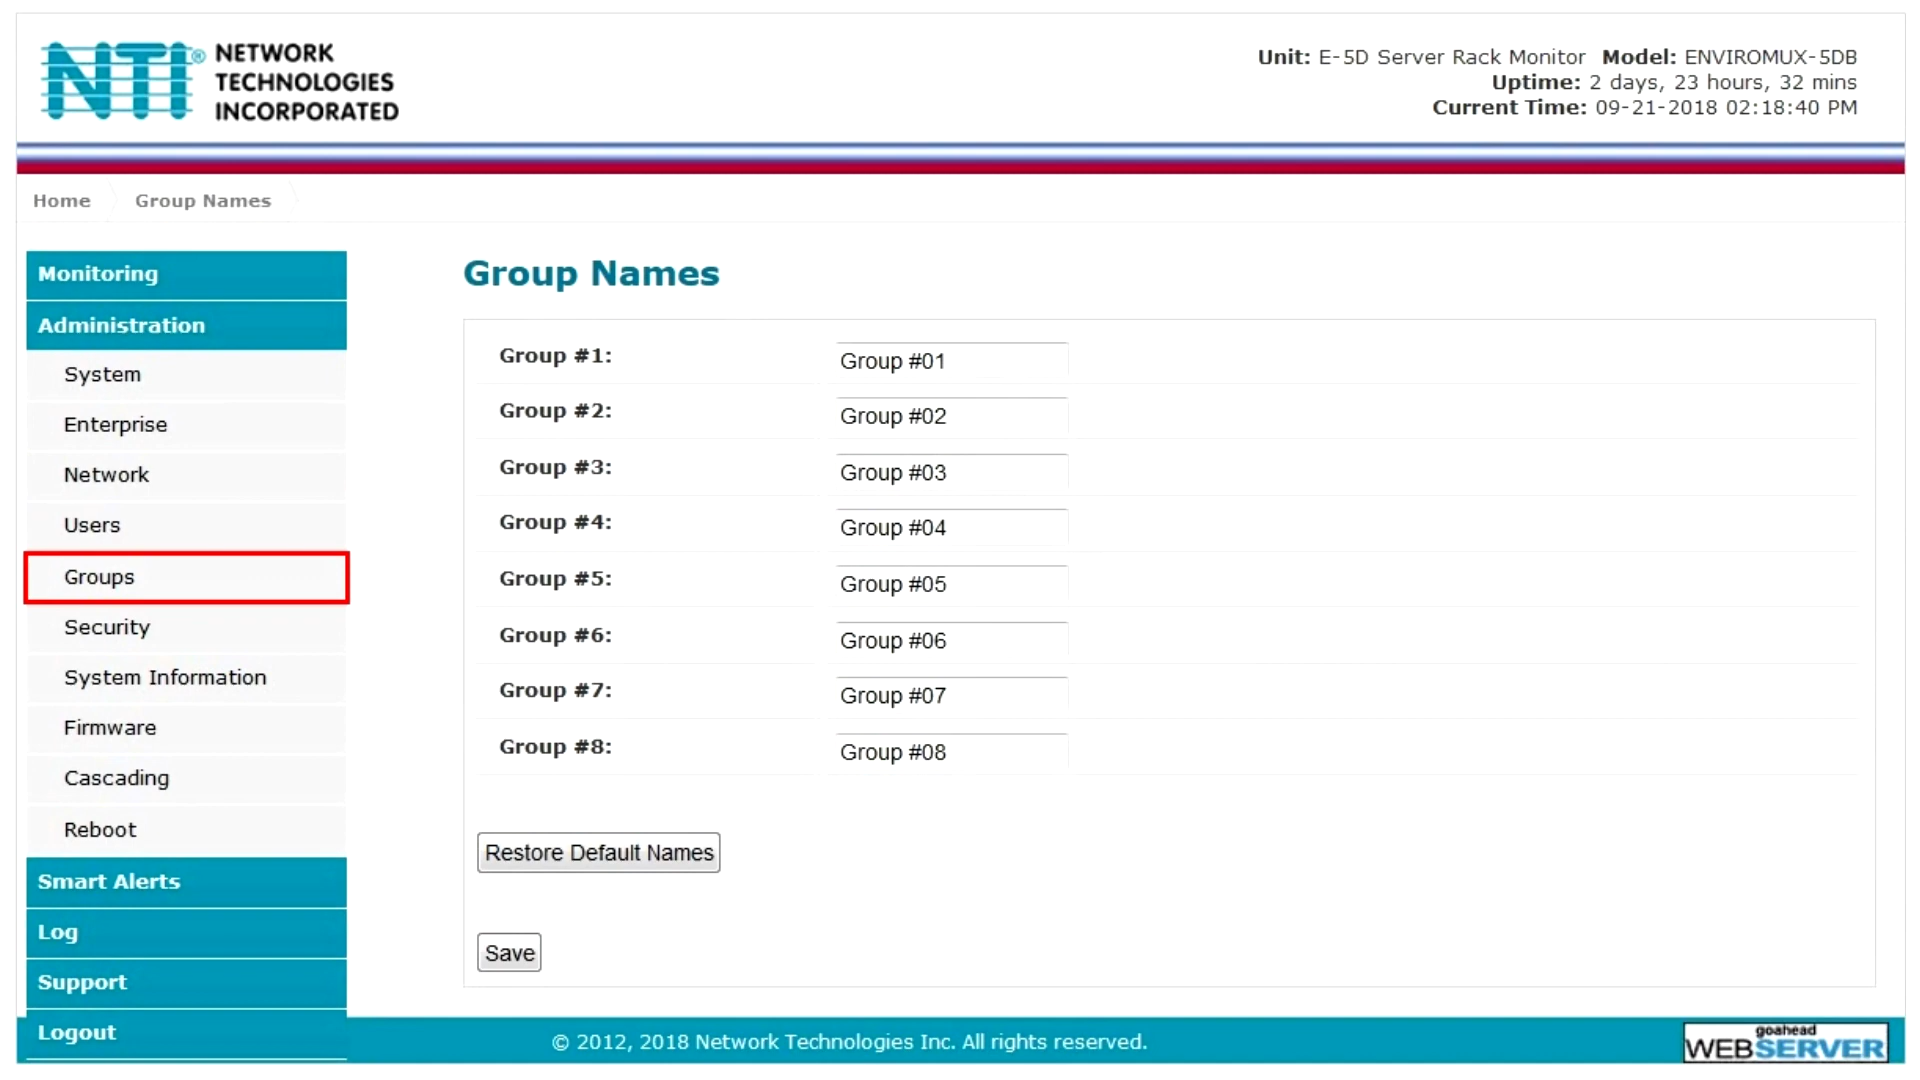 NTI® NETWORK
TECHNOLOGIES
INCORPORATED
Unit: E-5D Server Rack Monitor Model: ENVIROMUX-5DB
Uptime: 2 days, 23 hours, 32 mins
Current Time: 09-21-2018 02:18:40 PM
Home Group Names
Monitoring
Administration
System
Enterprise
Network
Users
Groups
Security
System Information
Firmware
Cascading
Reboot
Smart Alerts
Log
Support
Logout
Group Names
Group #1: Group #01
Group #2: Group #02
Group #3: Group #03
Group #4: Group #04
Group #5: Group #05
Group #6: Group #06
Group #7: Group #07
Group #8: Group #08
Restore Default Names
Save
© 2012, 2018 Network Technologies Inc. All rights reserved.
goahead
WEBSERVER